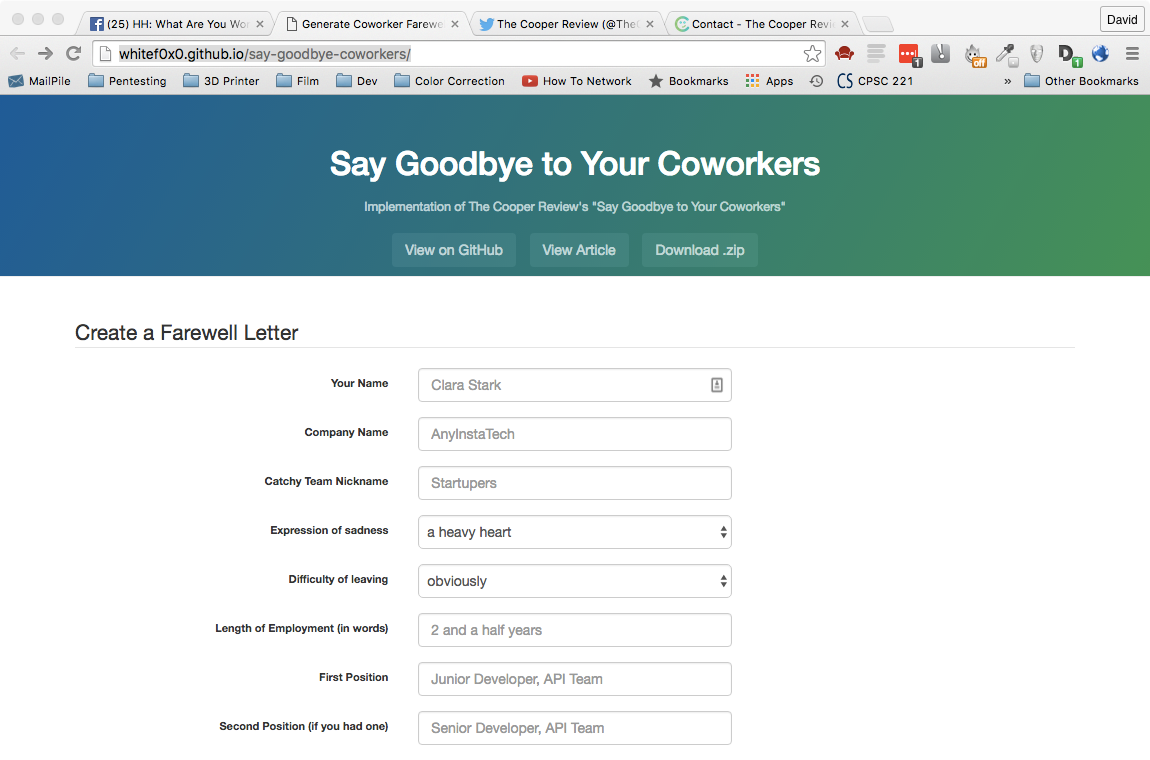 David
(25) HH: What Are You Wor
Generate Coworker Farewe
The Cooper Review (@The
Contact - The Cooper Revi
whitef0x0.github.io/say-goodbye-coworkers/
1
off
1
MailPile
Pentesting
3D Printer
Film
Dev
Color Correction
How To Network
Bookmarks
Apps
CS CPSC 221
»
Other Bookmarks
Say Goodbye to Your Coworkers
Implementation of The Cooper Review's "Say Goodbye to Your Coworkers"
View on GitHub
View Article
Download .zip
Create a Farewell Letter
Your Name
Clara Stark
Company Name
AnyInstaTech
Catchy Team Nickname
Startupers
Expression of sadness
a heavy heart
Difficulty of leaving
obviously
Length of Employment (in words)
2 and a half years
First Position
Junior Developer, API Team
Second Position (if you had one)
Senior Developer, API Team